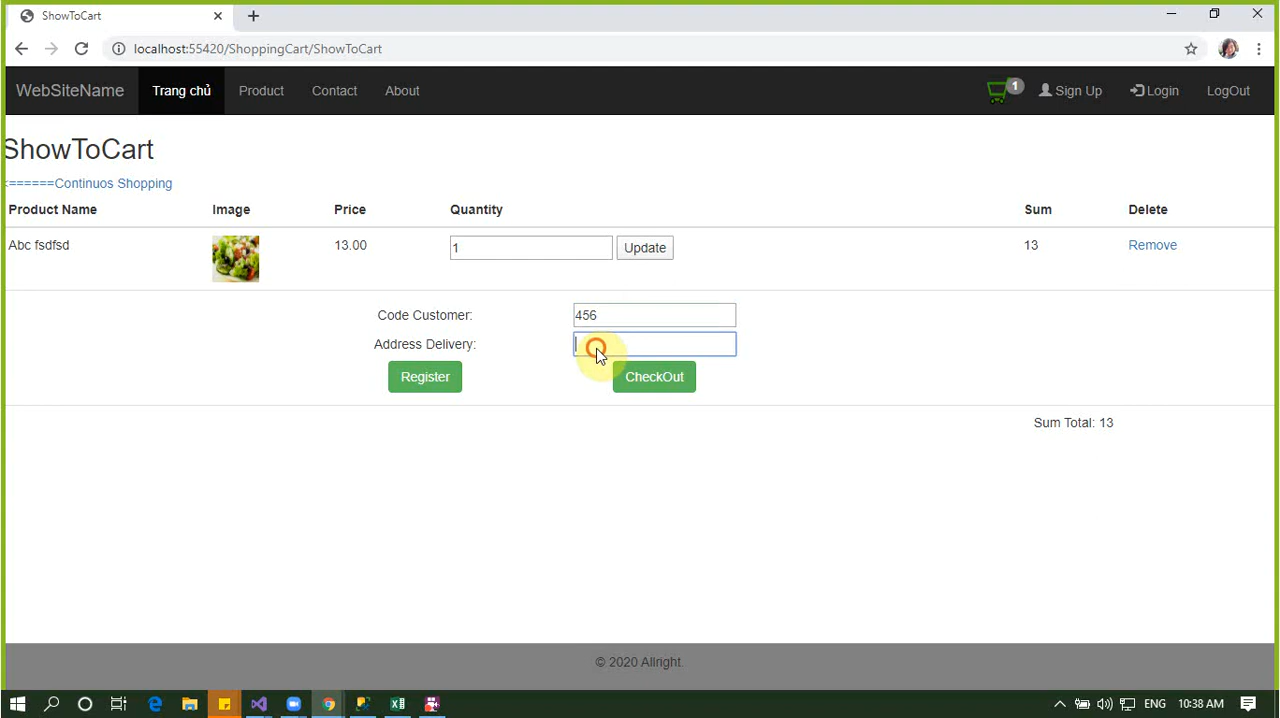 ShowToCart
localhost:55420/ShoppingCart/ShowToCart
WebSiteName Trang chủ Product Contact About 1 Sign Up Login LogOut
ShowToCart
<======Continuos Shopping
Product Name Image Price Quantity Sum Delete
Abc fsdfsd 13.00 1 Update 13 Remove
Code Customer: 456
Address Delivery:
Register CheckOut
Sum Total: 13
© 2020 Allright.
ENG 10:38 AM